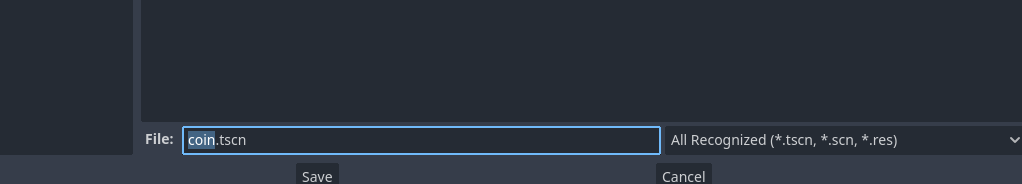 File: coin.tscn All Recognized (*.tscn, *.scn, *.res)
Save Cancel